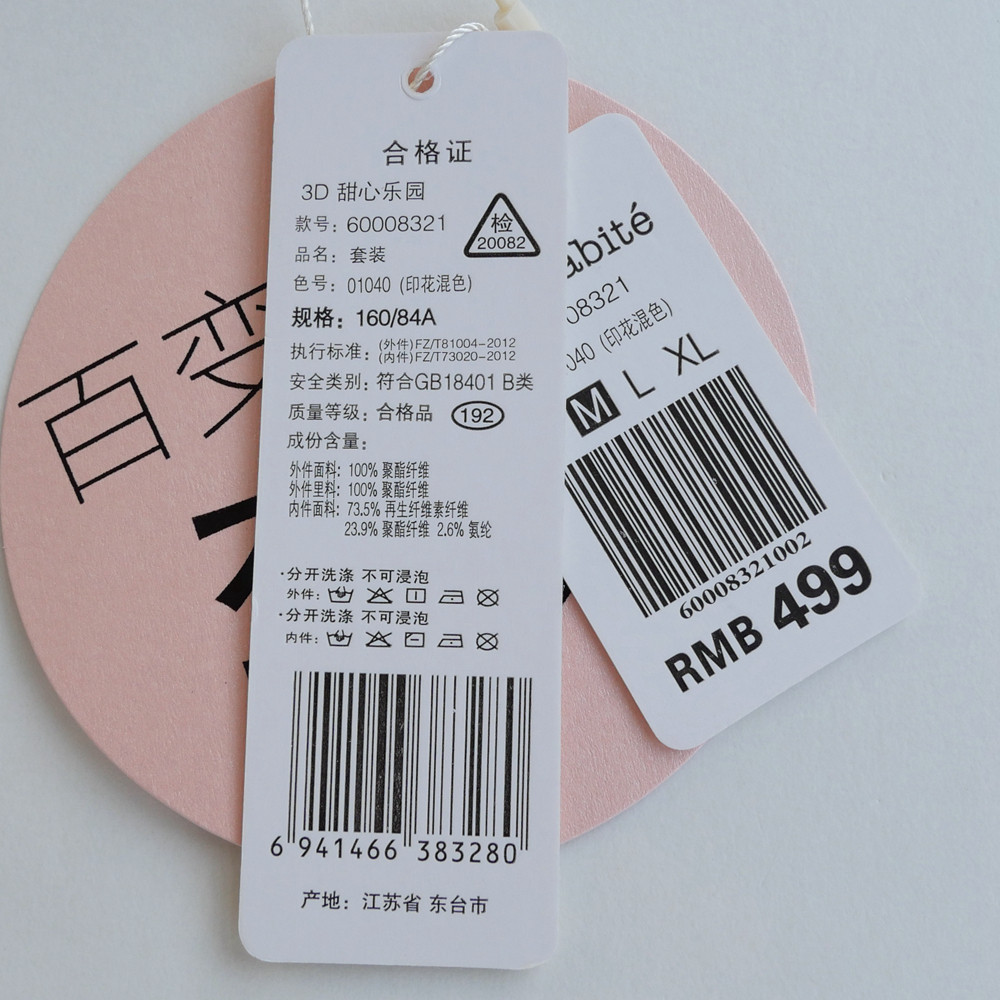 合格证
3D 甜心乐园
款号: 60008321
检
20082
品名: 套装
色号: 01040 (印花混色)
规格: 160/84A
执行标准: (外件)FZ/T81004-2012
(内件)FZ/T73020-2012
安全类别: 符合GB18401 B类
质量等级: 合格品 192
成份含量:
外件面料: 100% 聚酯纤维
外件里料: 100% 聚酯纤维
内件面料: 73.5% 再生纤维素纤维
23.9% 聚酯纤维 2.6% 氨纶
·分开洗涤 不可浸泡
外件:
·分开洗涤 不可浸泡
内件:
6 941466 383280
产地: 江苏省 东台市
abité
08321
040 (印花混色)
M L XL
60008321002
RMB 499
百变